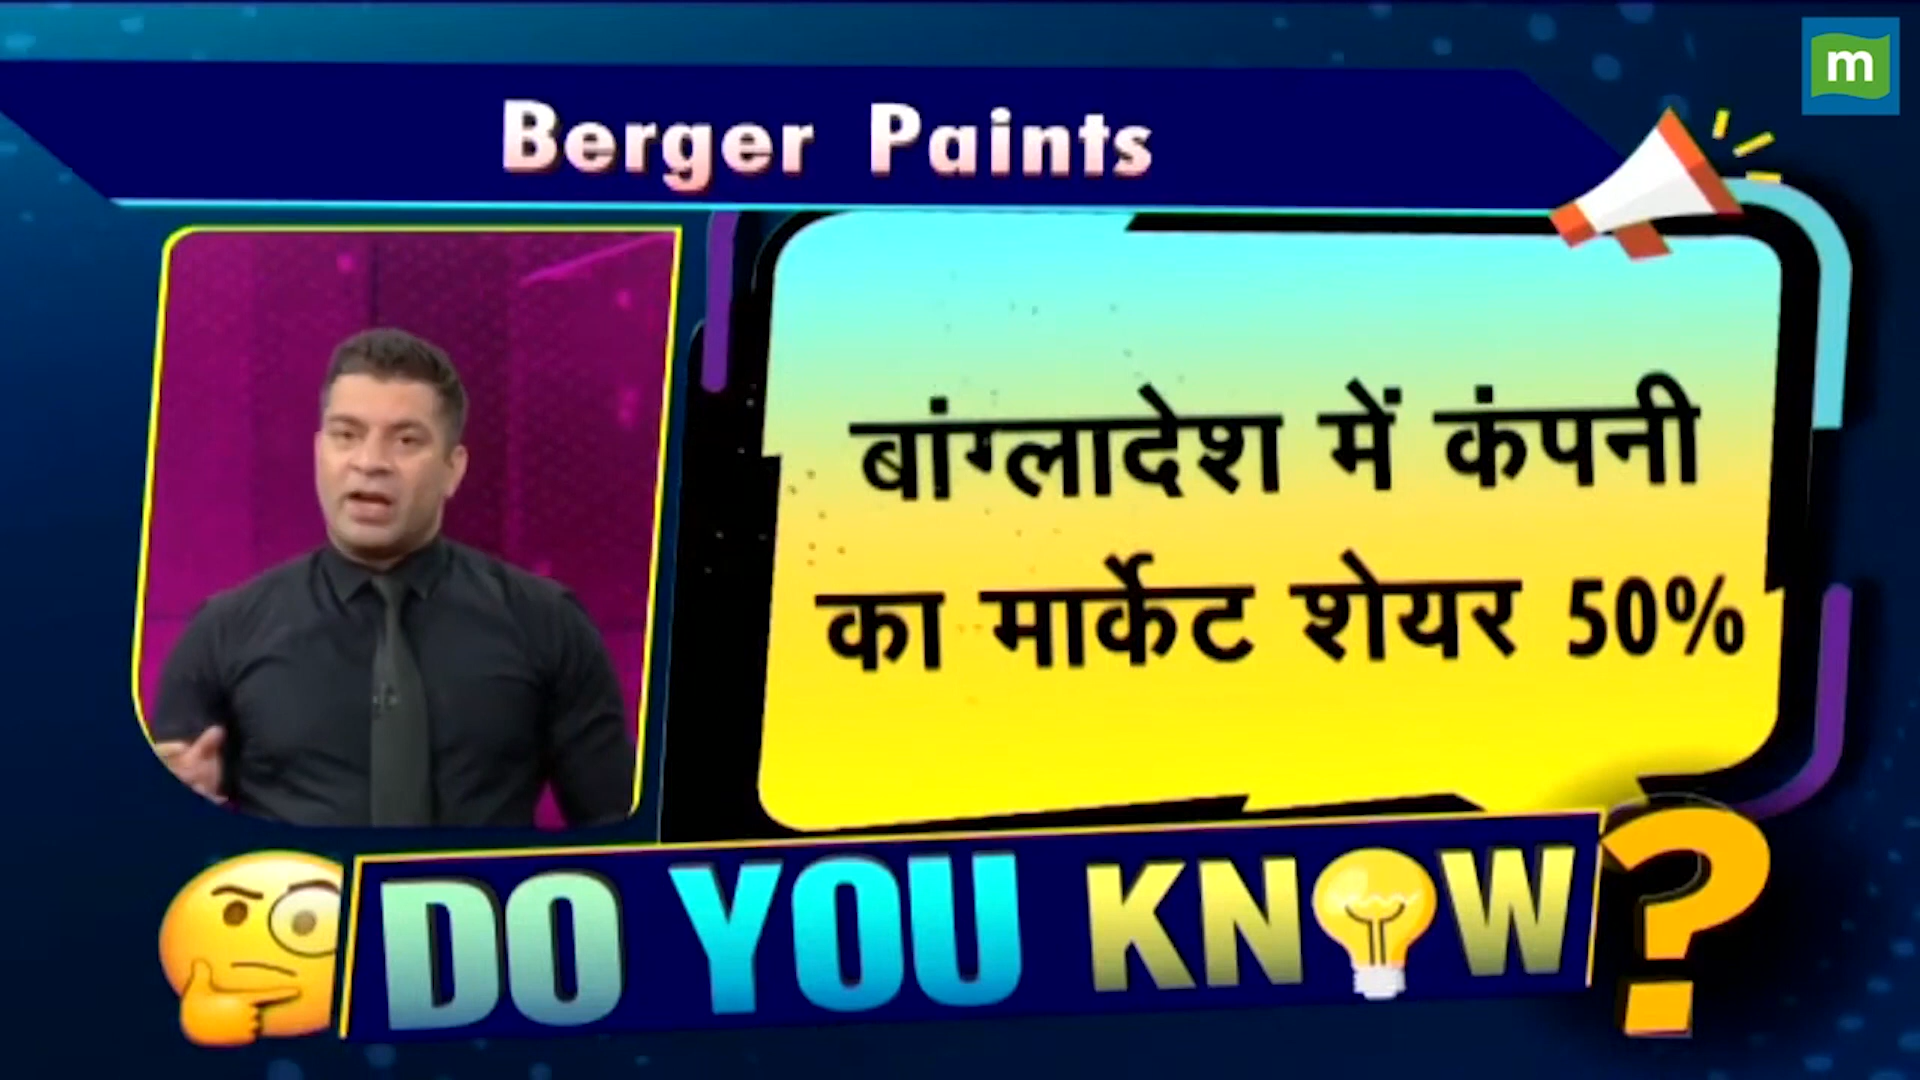 m
Berger Paints
बांग्लादेश में कंपनी
का मार्केट शेयर 50%
DO YOU KNOW?